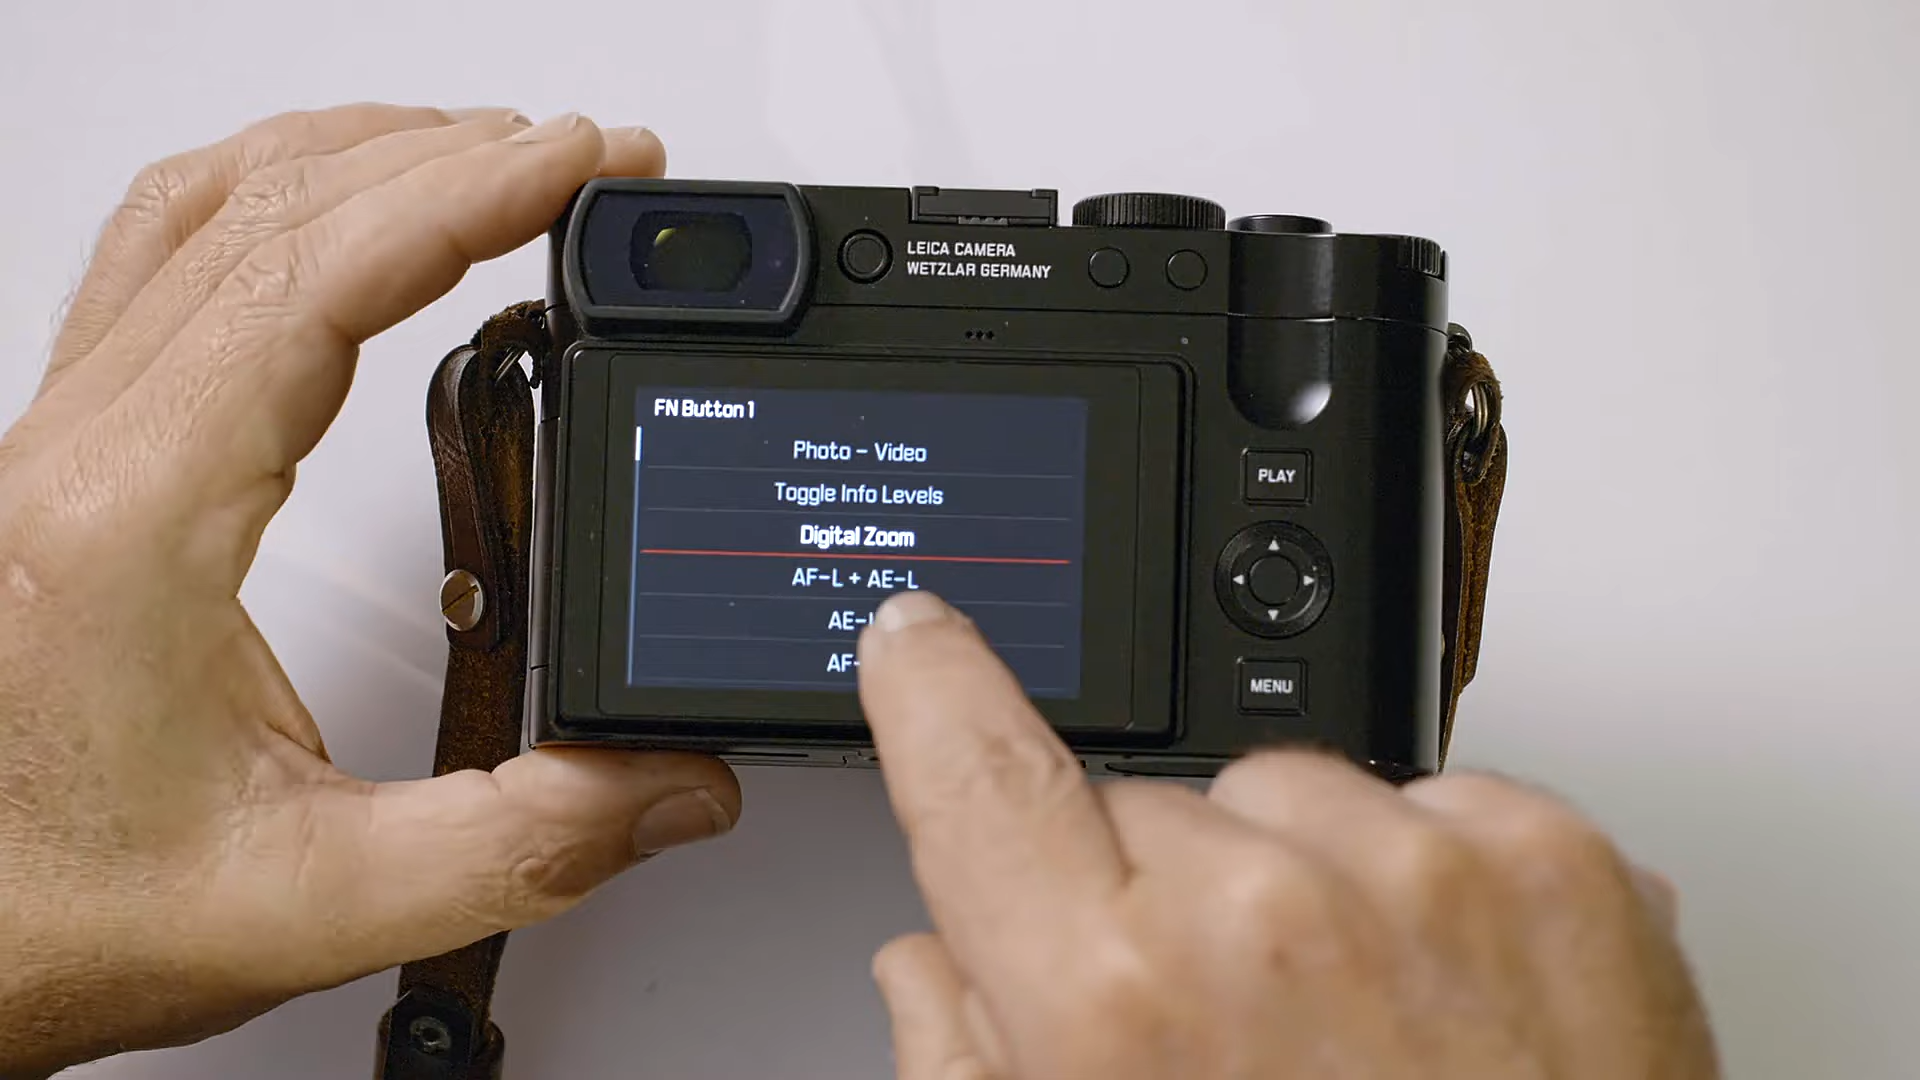 LEICA CAMERA
WETZLAR GERMANY
FN Button 1
Photo – Video
Toggle Info Levels
Digital Zoom
AF-L + AE-L
PLAY
MENU